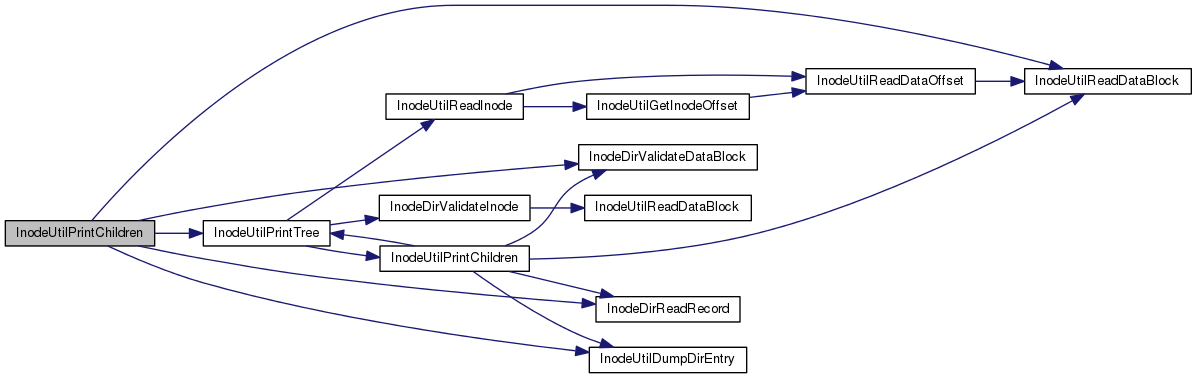 InodeUtilPrintChildren
InodeUtilPrintTree
InodeUtilReadInode
InodeDirValidateInode
InodeUtilPrintChildren
InodeUtilGetInodeOffset
InodeDirValidateDataBlock
InodeUtilReadDataBlock
InodeDirReadRecord
InodeUtilDumpDirEntry
InodeUtilReadDataOffset
InodeUtilReadDataBlock